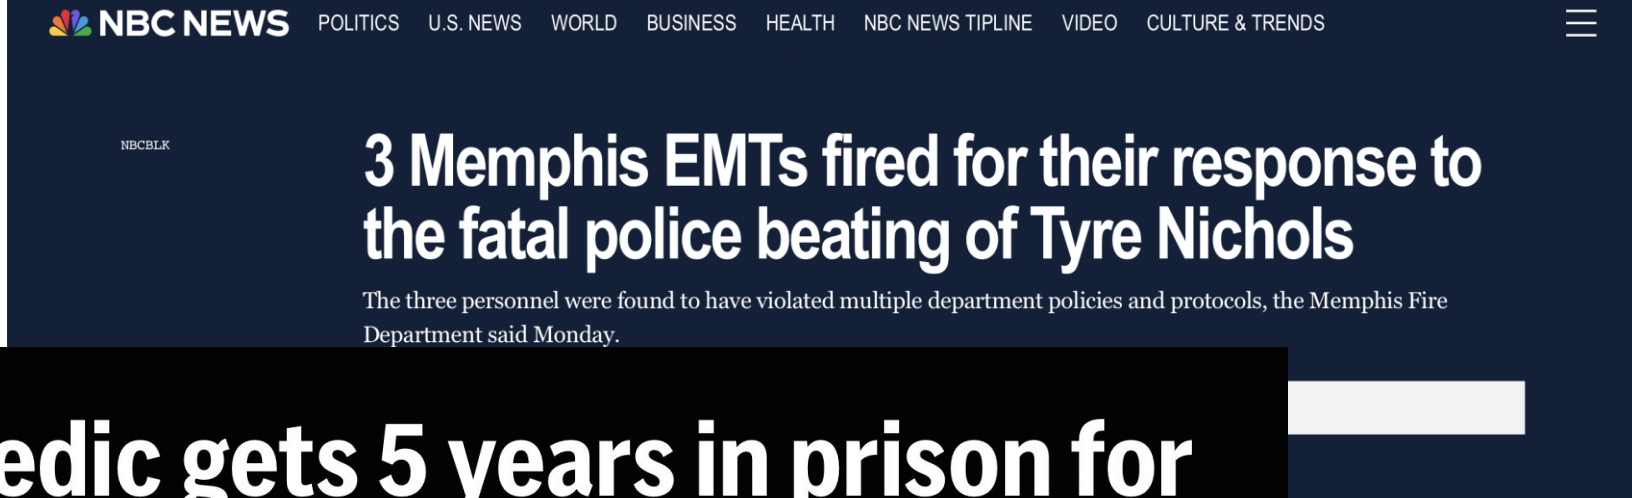 NBC NEWS POLITICS U.S. NEWS WORLD BUSINESS HEALTH NBC NEWS TIPLINE VIDEO CULTURE & TRENDS
NBCBLK
3 Memphis EMTs fired for their response to
the fatal police beating of Tyre Nichols
The three personnel were found to have violated multiple department policies and protocols, the Memphis Fire
Department said Monday.
edic gets 5 years in prison for